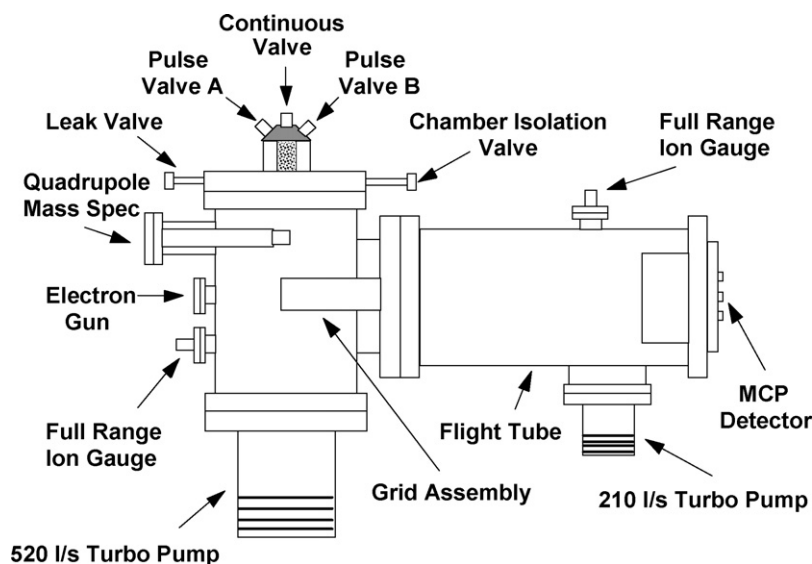 Continuous
Valve
Pulse
Valve A
Pulse
Valve B
Leak Valve
Chamber Isolation
Valve
Full Range
Ion Gauge
Quadrupole
Mass Spec
Electron
Gun
Full Range
Ion Gauge
Flight Tube
MCP
Detector
Grid Assembly
210 l/s Turbo Pump
520 l/s Turbo Pump